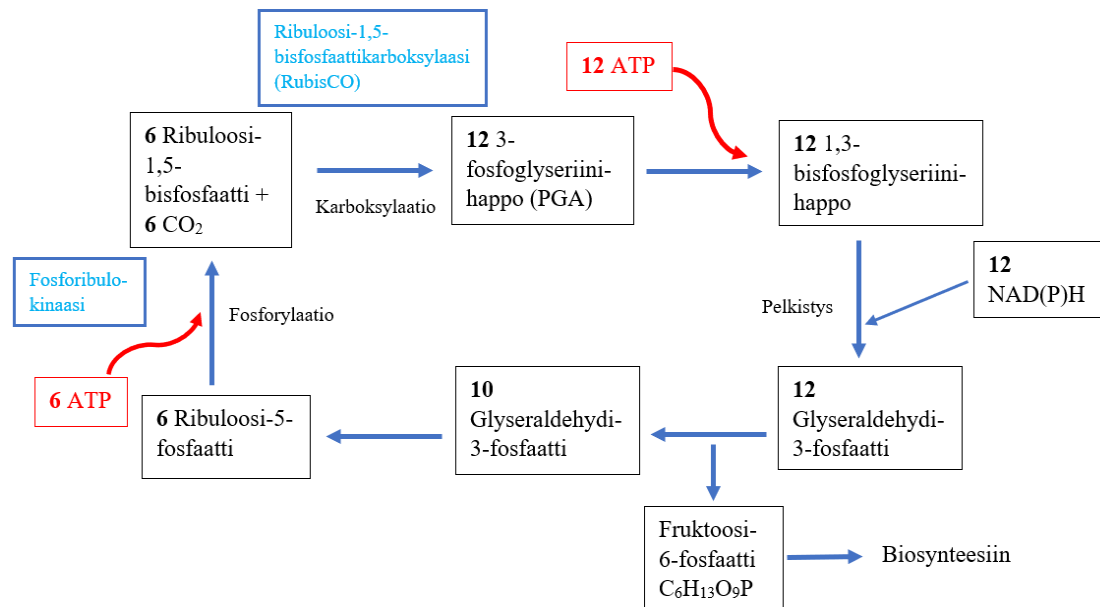 Ribuloosi-1,5-
bisfosfaattikarboksylaasi
(RubisCO)
12 ATP
6 Ribuloosi-
1,5-
bisfosfaatti +
6 CO₂
Karboksylaatio
12 3-
fosfoglyseriini-
happo (PGA)
12 1,3-
bisfosfoglyseriini-
happo
Fosforibulo-
kinaasi
Fosforylaatio
Pelkistys
12
NAD(P)H
6 ATP
6 Ribuloosi-5-
fosfaatti
10
Glyseraldehydi-
3-fosfaatti
12
Glyseraldehydi-
3-fosfaatti
Fruktoosi-
6-fosfaatti
C₆H₁₃O₉P
Biosynteesiin